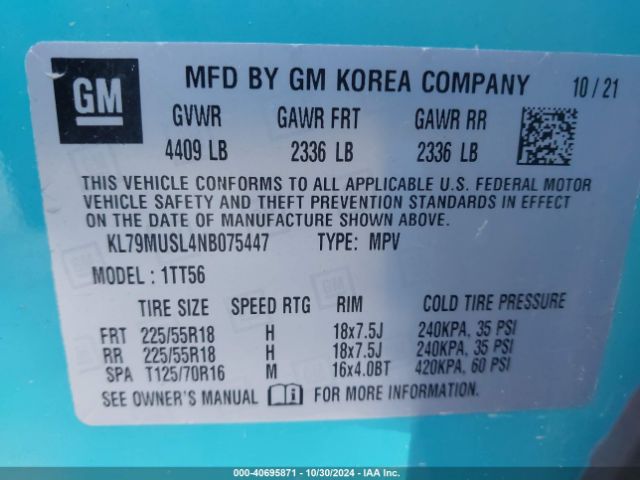 GM
MFD BY GM KOREA COMPANY 10/21
GVWR GAWR FRT GAWR RR
4409 LB 2336 LB 2336 LB
THIS VEHICLE CONFORMS TO ALL APPLICABLE U.S. FEDERAL MOTOR
VEHICLE SAFETY AND THEFT PREVENTION STANDARDS IN EFFECT
ON THE DATE OF MANUFACTURE SHOWN ABOVE.
KL79MUSL4NB075447 TYPE: MPV
MODEL: 1TT56
TIRE SIZE SPEED RTG RIM COLD TIRE PRESSURE
FRT 225/55R18 H 18x7.5J 240KPA, 35 PSI
RR 225/55R18 H 18x7.5J 240KPA, 35 PSI
SPA T125/70R16 M 16x4.0BT 420KPA, 60 PSI
SEE OWNER'S MANUAL FOR MORE INFORMATION.
000-40695871 - 10/30/2024 - IAAI.com